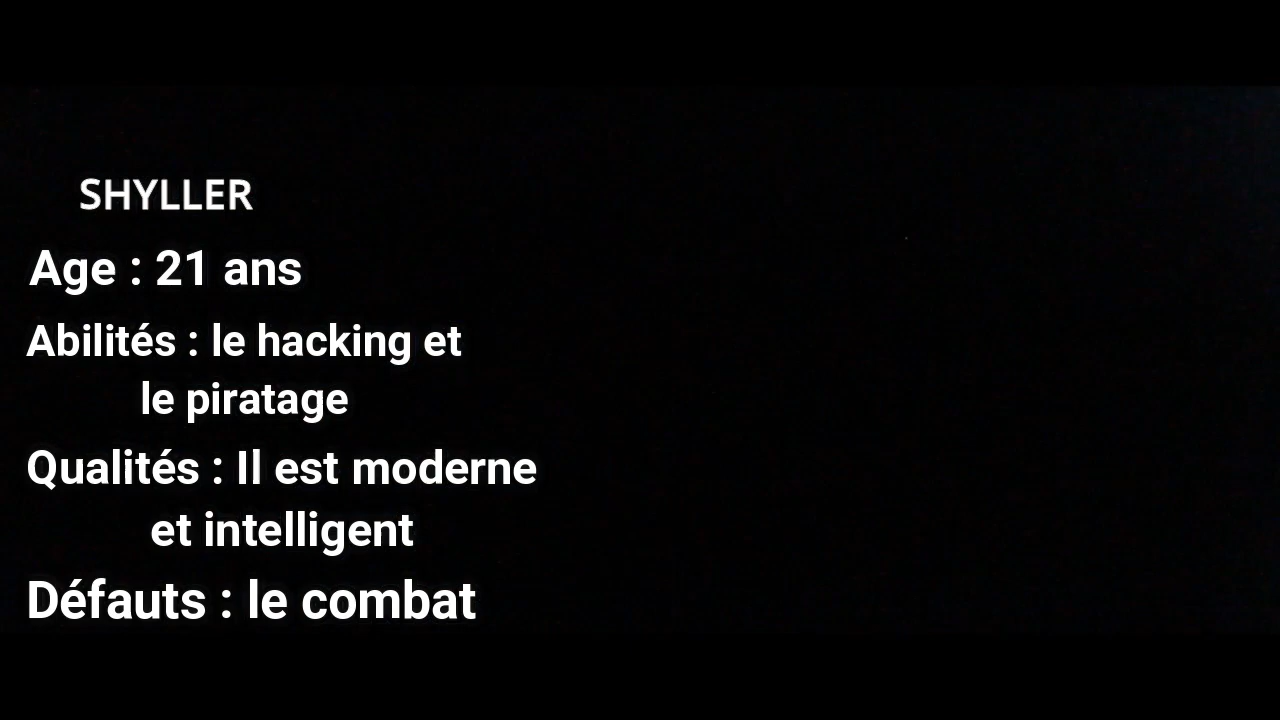 SHYLLER
Age : 21 ans
Abilités : le hacking et
le piratage
Qualités : Il est moderne
et intelligent
Défauts : le combat